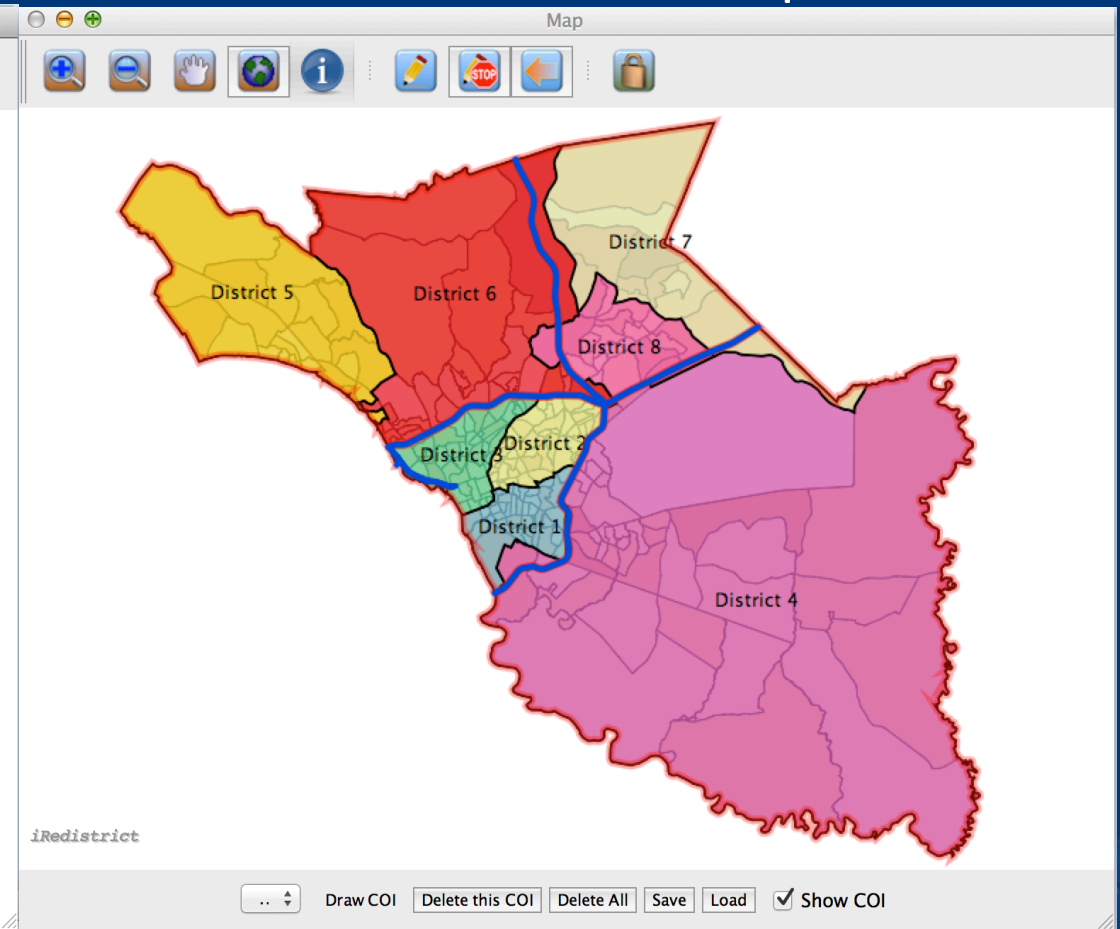 Map
i
STOP
District 7
District 5
District 6
District 8
District 2
District 3
District 1
District 4
iRedistrict
.. Draw COI Delete this COI Delete All Save Load Show COI